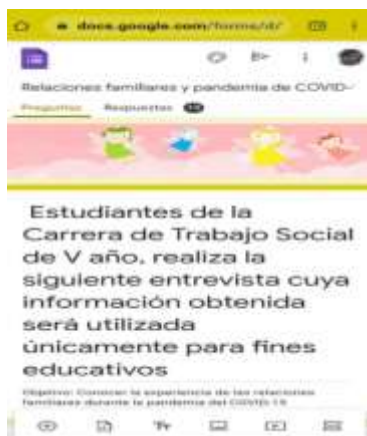 docs.google.com/forms/d/
Relaciones familiares y pandemia de COVID-
Preguntas Respuestas
Estudiantes de la
Carrera de Trabajo Social
de V año, realiza la
siguiente entrevista cuya
información obtenida
será utilizada
únicamente para fines
educativos
Objetivo: Conocer la experiencia de las relaciones
familiares durante la pandemia del COVID-19
Tт